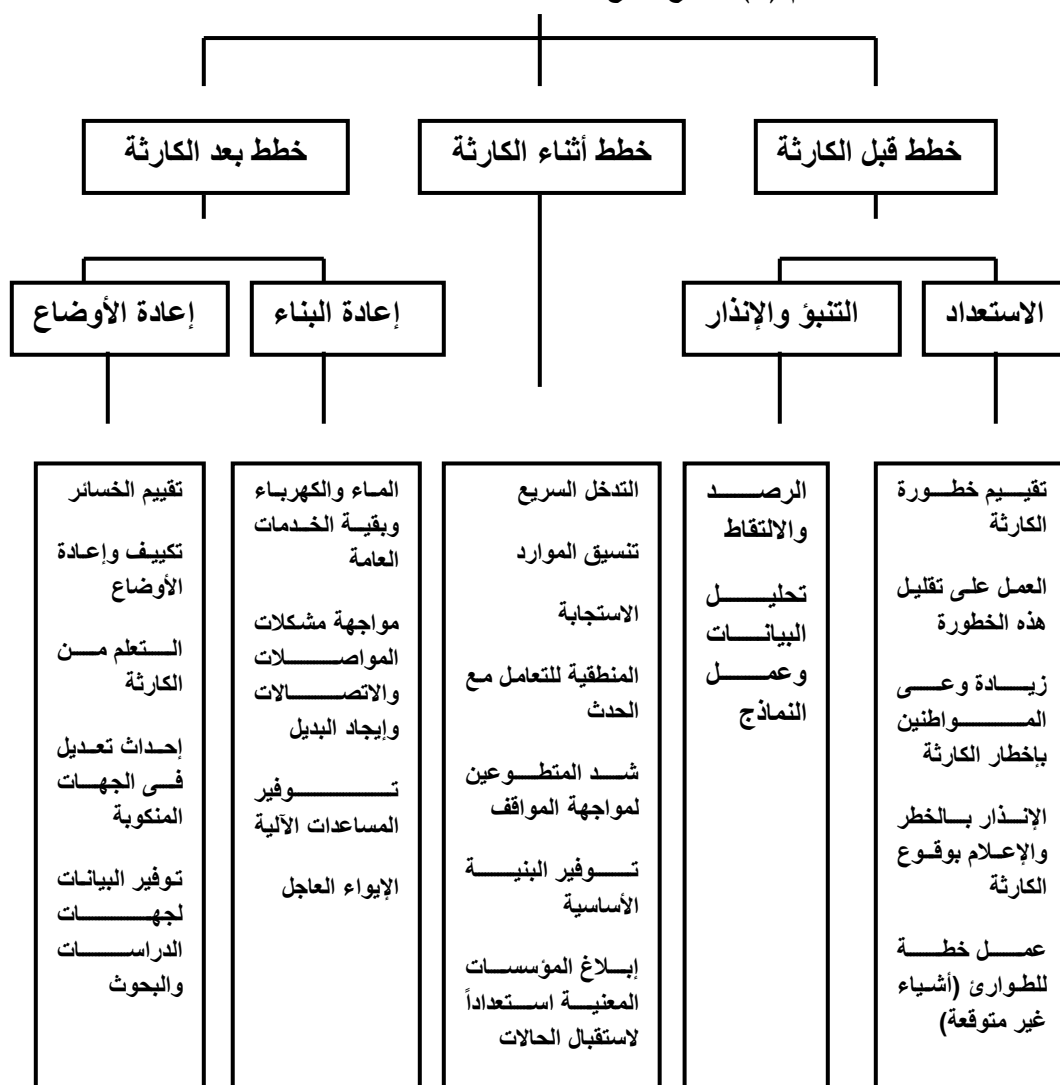 خطط قبل الكارثة
خطط أثناء الكارثة
خطط بعد الكارثة
الاستعداد
التنبؤ والإنذار
إعادة البناء
إعادة الأوضاع
تقييم خطورة
الكارثة
العمل على تقليل
هذه الخطورة
زيادة وعى
المواطنين
بإخطار الكارثة
الإنذار بالخطر
والإعلام بوقوع
الكارثة
عمل خطة
للطوارئ (أشياء
غير متوقعة)
الرصد
والالتقاط
تحليل
البيانات
وعمل
النماذج
التدخل السريع
تنسيق الموارد
الاستجابة
المنطقية للتعامل مع
الحدث
شد المتطوعين
لمواجهة المواقف
توفير البنية
الأساسية
إبلاغ المؤسسات
المعنية استعداداً
لاستقبال الحالات
الماء والكهرباء
وبقية الخدمات
العامة
مواجهة مشكلات
المواصلات
والاتصالات
وإيجاد البديل
توفير
المساعدات الآلية
الإيواء العاجل
تقييم الخسائر
تكييف وإعادة
الأوضاع
التعلم من
الكارثة
إحداث تعديل
فى الجهات
المنكوبة
توفير البيانات
لجهات
الدراسات
والبحوث